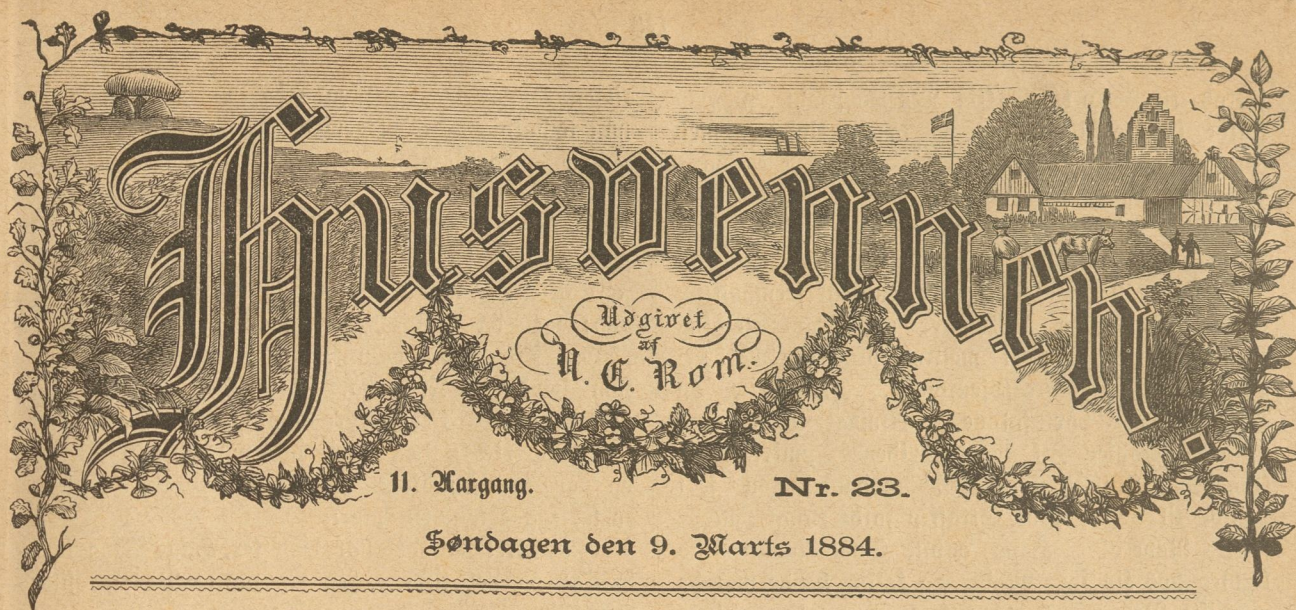 Husvennen.
Udgivet
af
N. C. Rom.
11. Aargang.
Nr. 23.
Søndagen den 9. Marts 1884.